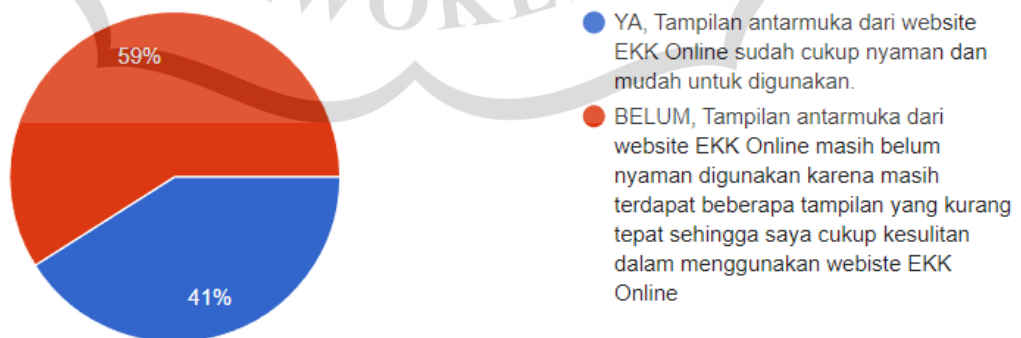 59%
41%
YA, Tampilan antarmuka dari website
EKK Online sudah cukup nyaman dan
mudah untuk digunakan.
BELUM, Tampilan antarmuka dari
website EKK Online masih belum
nyaman digunakan karena masih
terdapat beberapa tampilan yang kurang
tepat sehingga saya cukup kesulitan
dalam menggunakan webiste EKK
Online